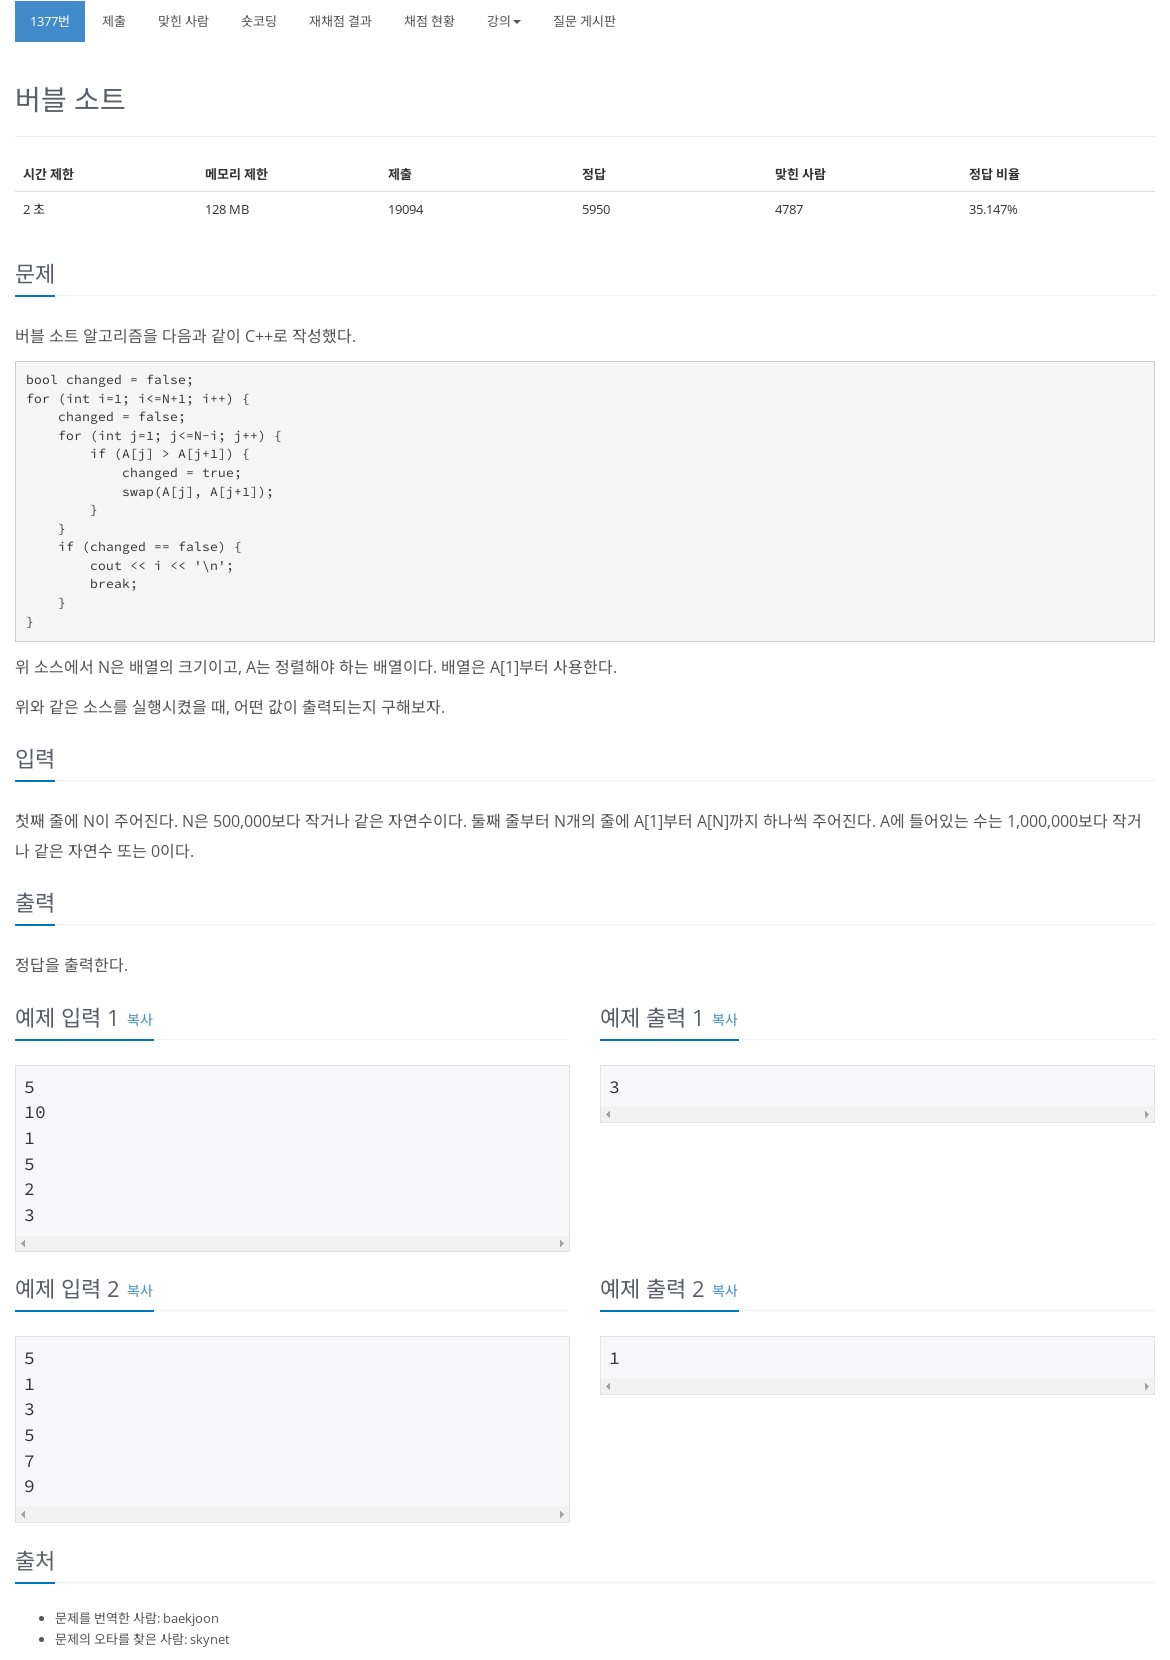 1377번 제출 맞힌 사람 숏코딩 재채점 결과 채점 현황 강의 질문 게시판
버블 소트
시간 제한 메모리 제한 제출 정답 맞힌 사람 정답 비율
2 초 128 MB 19094 5950 4787 35.147%
문제
버블 소트 알고리즘을 다음과 같이 C++로 작성했다.
bool changed = false;
for (int i=1; i<=N+1; i++) {
    changed = false;
    for (int j=1; j<=N-i; j++) {
        if (A[j] > A[j+1]) {
            changed = true;
            swap(A[j], A[j+1]);
        }
    }
    if (changed == false) {
        cout << i << '\n';
        break;
    }
}
위 소스에서 N은 배열의 크기이고, A는 정렬해야 하는 배열이다. 배열은 A[1]부터 사용한다.
위와 같은 소스를 실행시켰을 때, 어떤 값이 출력되는지 구해보자.
입력
첫째 줄에 N이 주어진다. N은 500,000보다 작거나 같은 자연수이다. 둘째 줄부터 N개의 줄에 A[1]부터 A[N]까지 하나씩 주어진다. A에 들어있는 수는 1,000,000보다 작거
나 같은 자연수 또는 0이다.
출력
정답을 출력한다.
예제 입력 1 복사
5
10
1
5
2
3
예제 출력 1 복사
3
예제 입력 2 복사
5
1
3
5
7
9
예제 출력 2 복사
1
출처
문제를 번역한 사람: baekjoon
문제의 오타를 찾은 사람: skynet